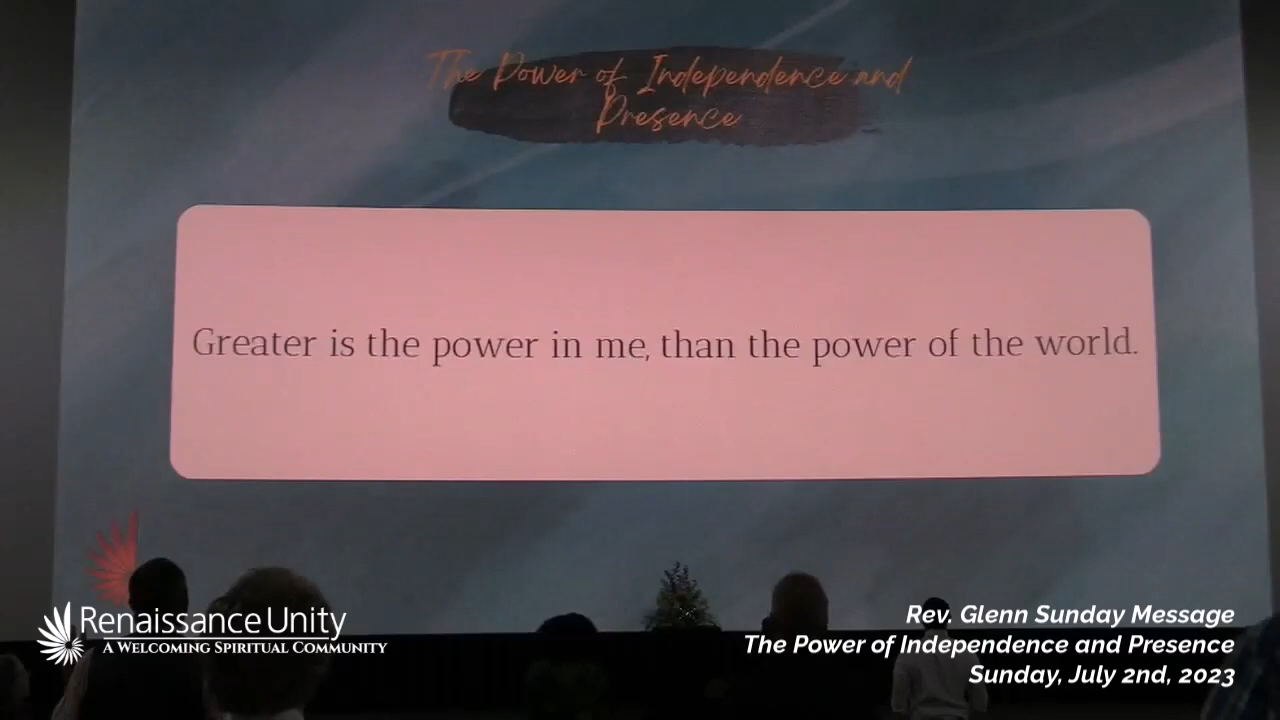 The Power of Independence and
Presence
Greater is the power in me, than the power of the world.
Renaissance Unity
A Welcoming Spiritual Community
Rev. Glenn Sunday Message
The Power of Independence and Presence
Sunday, July 2nd, 2023